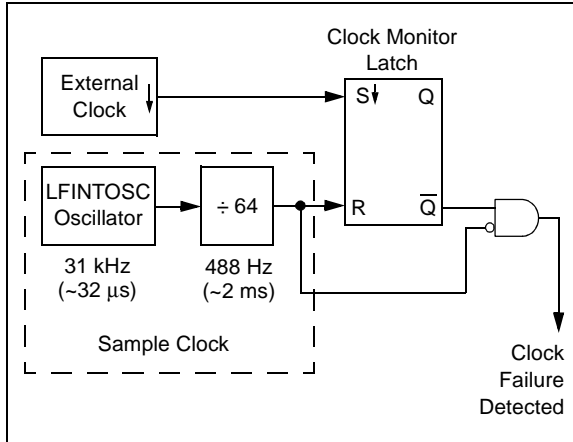 Clock Monitor
Latch
External
Clock
S
Q
LFINTOSC
Oscillator
÷ 64
R
Q̅
31 kHz
(~32 μs)
488 Hz
(~2 ms)
Sample Clock
Clock
Failure
Detected